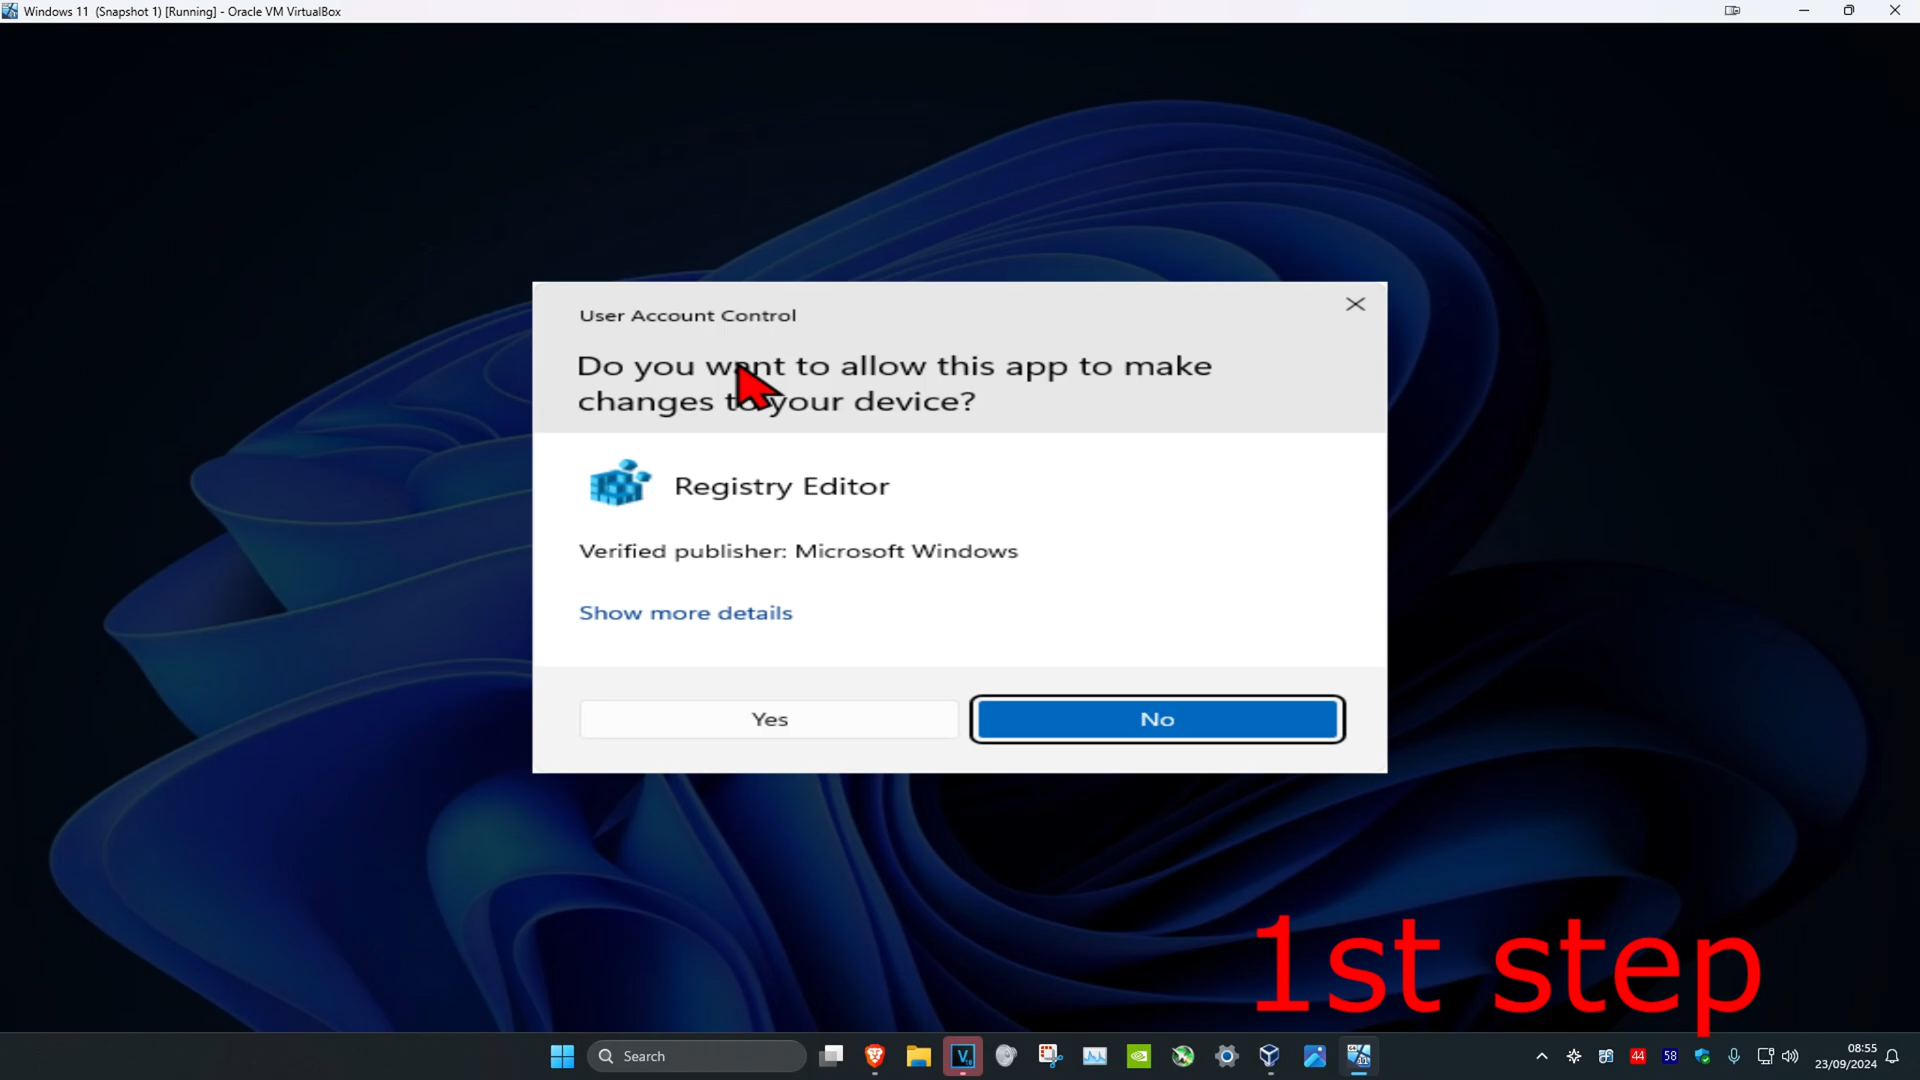 Windows 11 (Snapshot 1) [Running] - Oracle VM VirtualBox
User Account Control
Do you want to allow this app to make
changes to your device?
Registry Editor
Verified publisher: Microsoft Windows
Show more details
Yes
No
1st step
Search
44
58
08:55
23/09/2024